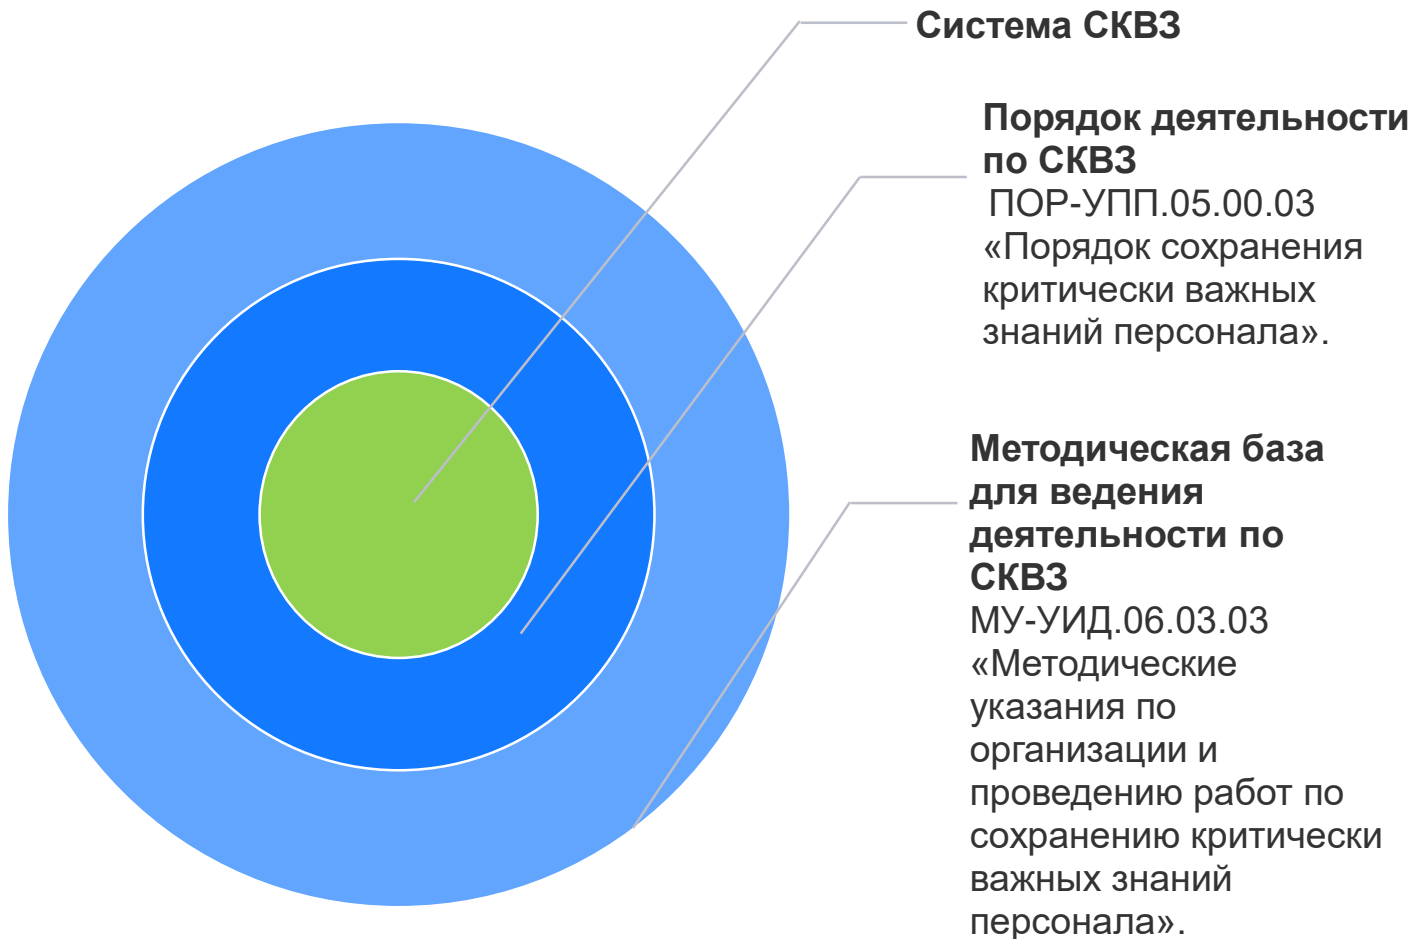 Система СКВЗ
Порядок деятельности
по СКВЗ
ПОР-УПП.05.00.03
«Порядок сохранения
критически важных
знаний персонала».
Методическая база
для ведения
деятельности по
СКВЗ
МУ-УИД.06.03.03
«Методические
указания по
организации и
проведению работ по
сохранению критически
важных знаний
персонала».